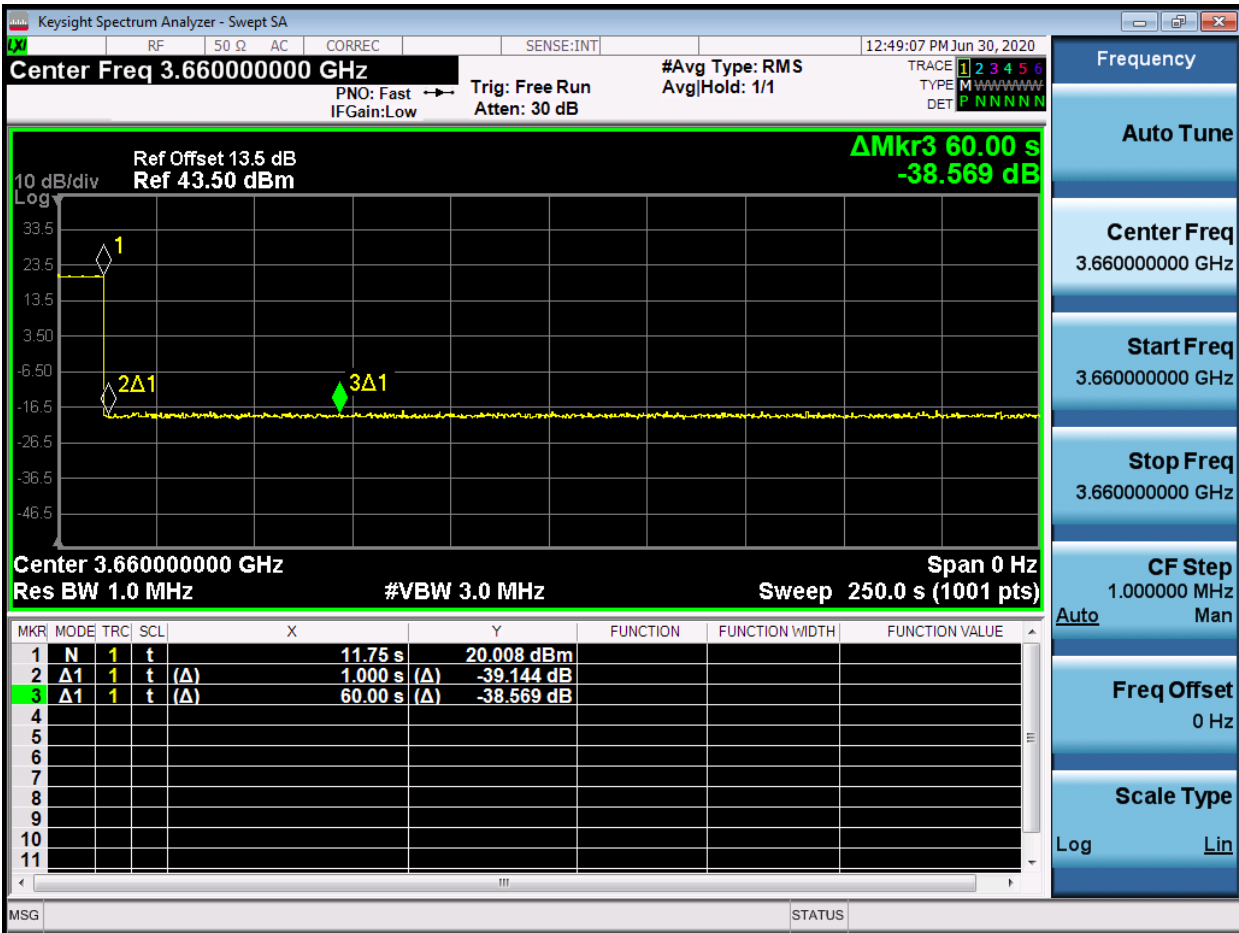 Keysight Spectrum Analyzer - Swept SA
LXI RF 50 Ω AC CORREC SENSE:INT 12:49:07 PM Jun 30, 2020
Center Freq 3.660000000 GHz
PNO: Fast
IFGain:Low
Trig: Free Run
Atten: 30 dB
#Avg Type: RMS
Avg|Hold: 1/1
TRACE 1 2 3 4 5 6
TYPE M WWWWW
DET P N N N N N
ΔMkr3 60.00 s
-38.569 dB
Ref Offset 13.5 dB
10 dB/div Ref 43.50 dBm
Log
33.5
23.5
13.5
3.50
-6.50
-16.5
-26.5
-36.5
-46.5
1
2Δ1
3Δ1
Center 3.660000000 GHz Span 0 Hz
Res BW 1.0 MHz #VBW 3.0 MHz Sweep 250.0 s (1001 pts)
MKR MODE TRC SCL X Y FUNCTION FUNCTION WIDTH FUNCTION VALUE
1 N 1 t 11.75 s 20.008 dBm
2 Δ1 1 t (Δ) 1.000 s (Δ) -39.144 dB
3 Δ1 1 t (Δ) 60.00 s (Δ) -38.569 dB
4
5
6
7
8
9
10
11
MSG STATUS
Frequency
Auto Tune
Center Freq
3.660000000 GHz
Start Freq
3.660000000 GHz
Stop Freq
3.660000000 GHz
CF Step
1.000000 MHz
Auto Man
Freq Offset
0 Hz
Scale Type
Log Lin